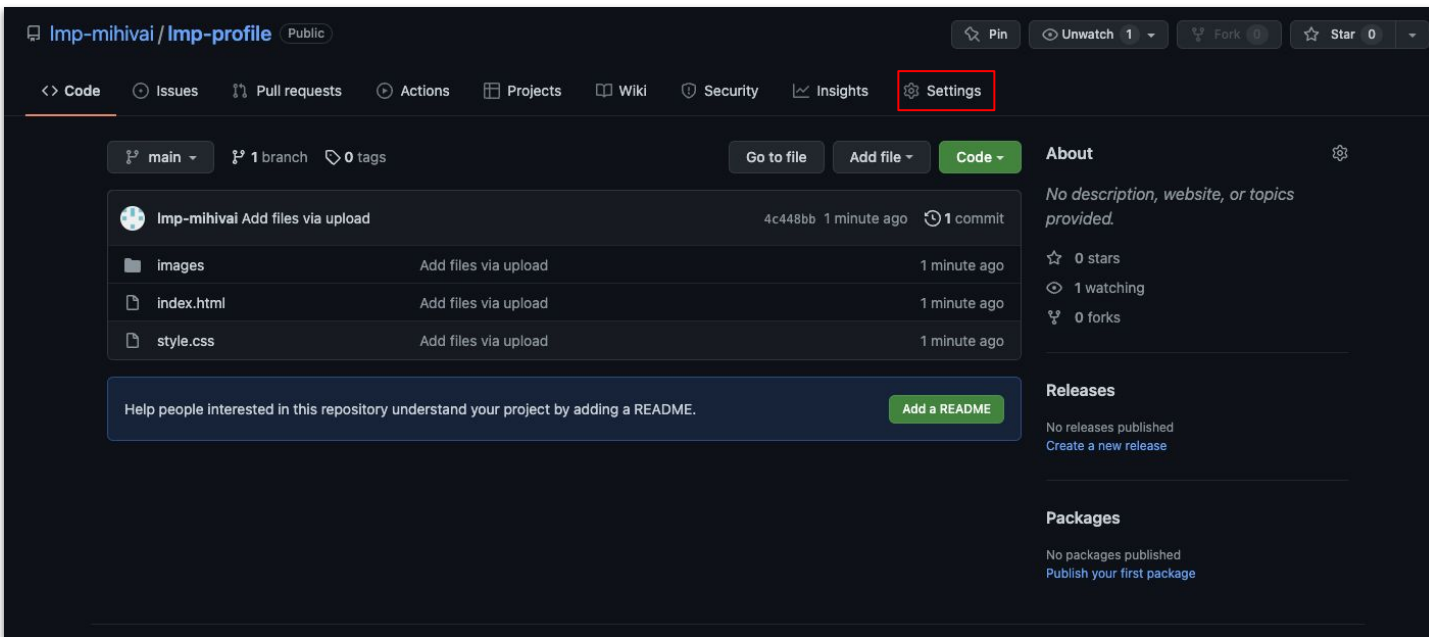 lmp-mihivai / lmp-profile Public
Pin Unwatch 1 Fork 0 Star 0
<> Code Issues Pull requests Actions Projects Wiki Security Insights Settings
main 1 branch 0 tags Go to file Add file Code
lmp-mihivai Add files via upload 4c448bb 1 minute ago 1 commit
images Add files via upload 1 minute ago
index.html Add files via upload 1 minute ago
style.css Add files via upload 1 minute ago
Help people interested in this repository understand your project by adding a README. Add a README
About
No description, website, or topics
provided.
0 stars
1 watching
0 forks
Releases
No releases published
Create a new release
Packages
No packages published
Publish your first package